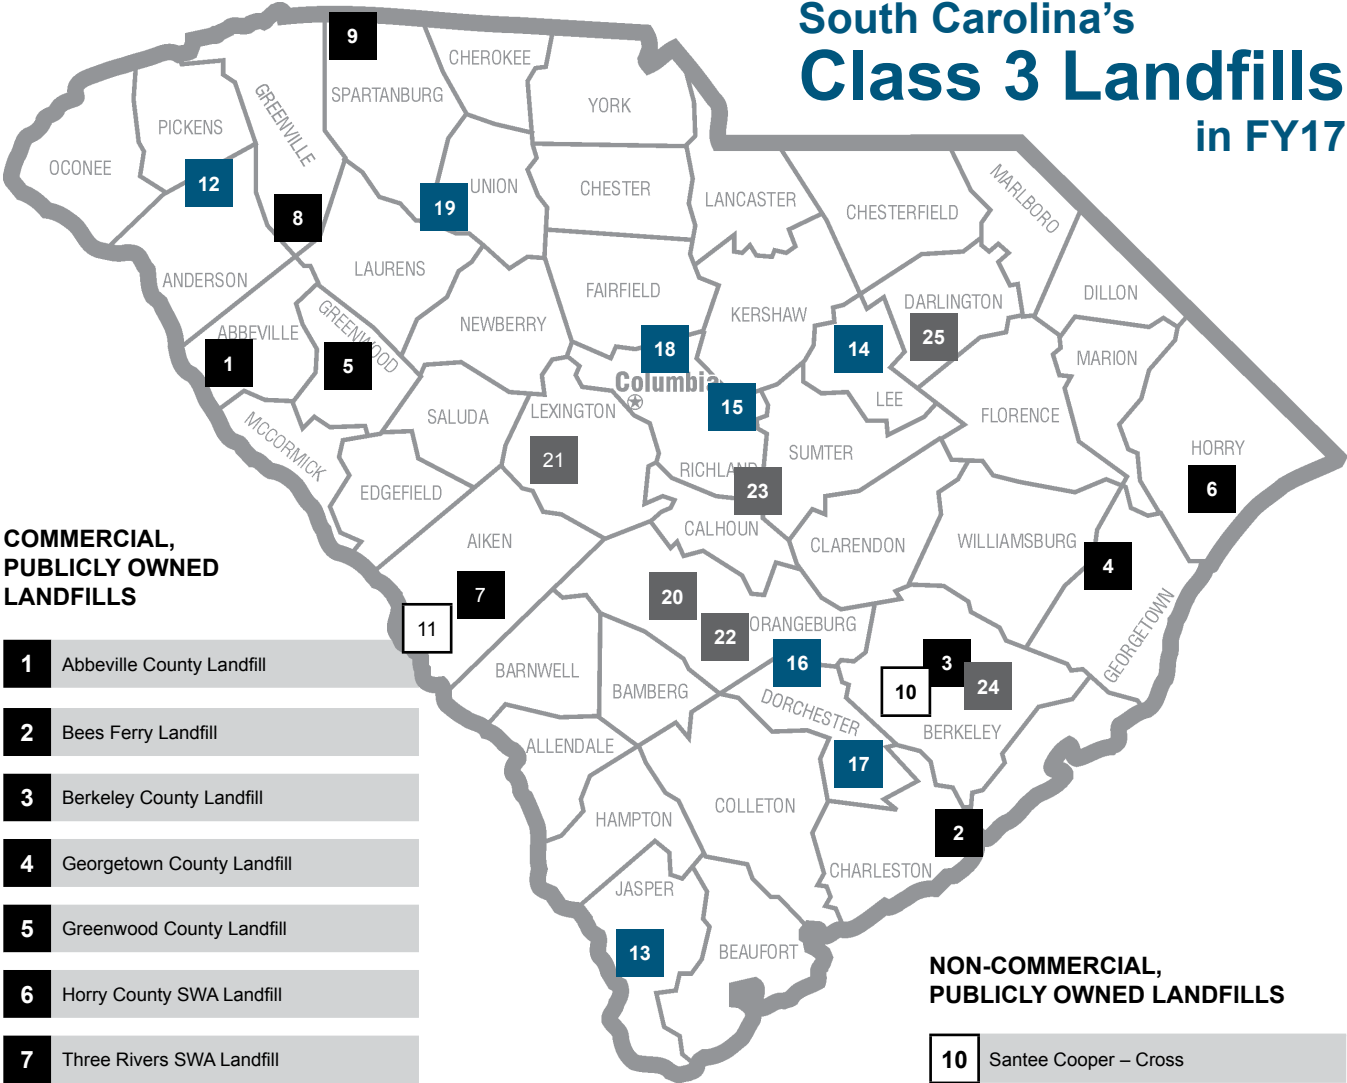 South Carolina's
Class 3 Landfills
in FY17
9
CHEROKEE
SPARTANBURG
YORK
GREENVILLE
PICKENS
OCONEE
12
UNION
CHESTER
LANCASTER
MARLBORO
19
8
CHESTERFIELD
LAURENS
ANDERSON
FAIRFIELD
DARLINGTON
DILLON
KERSHAW
GREENWOOD
NEWBERRY
ABBEVILLE
25
18
14
MARION
1
5
Columbia
15
LEE
LEXINGTON
SALUDA
FLORENCE
MCCORMICK
HORRY
SUMTER
21
RICHLAND
23
6
EDGEFIELD
CALHOUN
AIKEN
CLARENDON
WILLIAMSBURG
4
7
20
11
22
ORANGEBURG
GEORGETOWN
16
3
BARNWELL
BAMBERG
10
24
DORCHESTER
BERKELEY
ALLENDALE
17
COLLETON
HAMPTON
2
CHARLESTON
JASPER
13
BEAUFORT
COMMERCIAL,
PUBLICLY OWNED
LANDFILLS
1 Abbeville County Landfill
2 Bees Ferry Landfill
3 Berkeley County Landfill
4 Georgetown County Landfill
5 Greenwood County Landfill
6 Horry County SWA Landfill
7 Three Rivers SWA Landfill
NON-COMMERCIAL,
PUBLICLY OWNED LANDFILLS
10 Santee Cooper – Cross